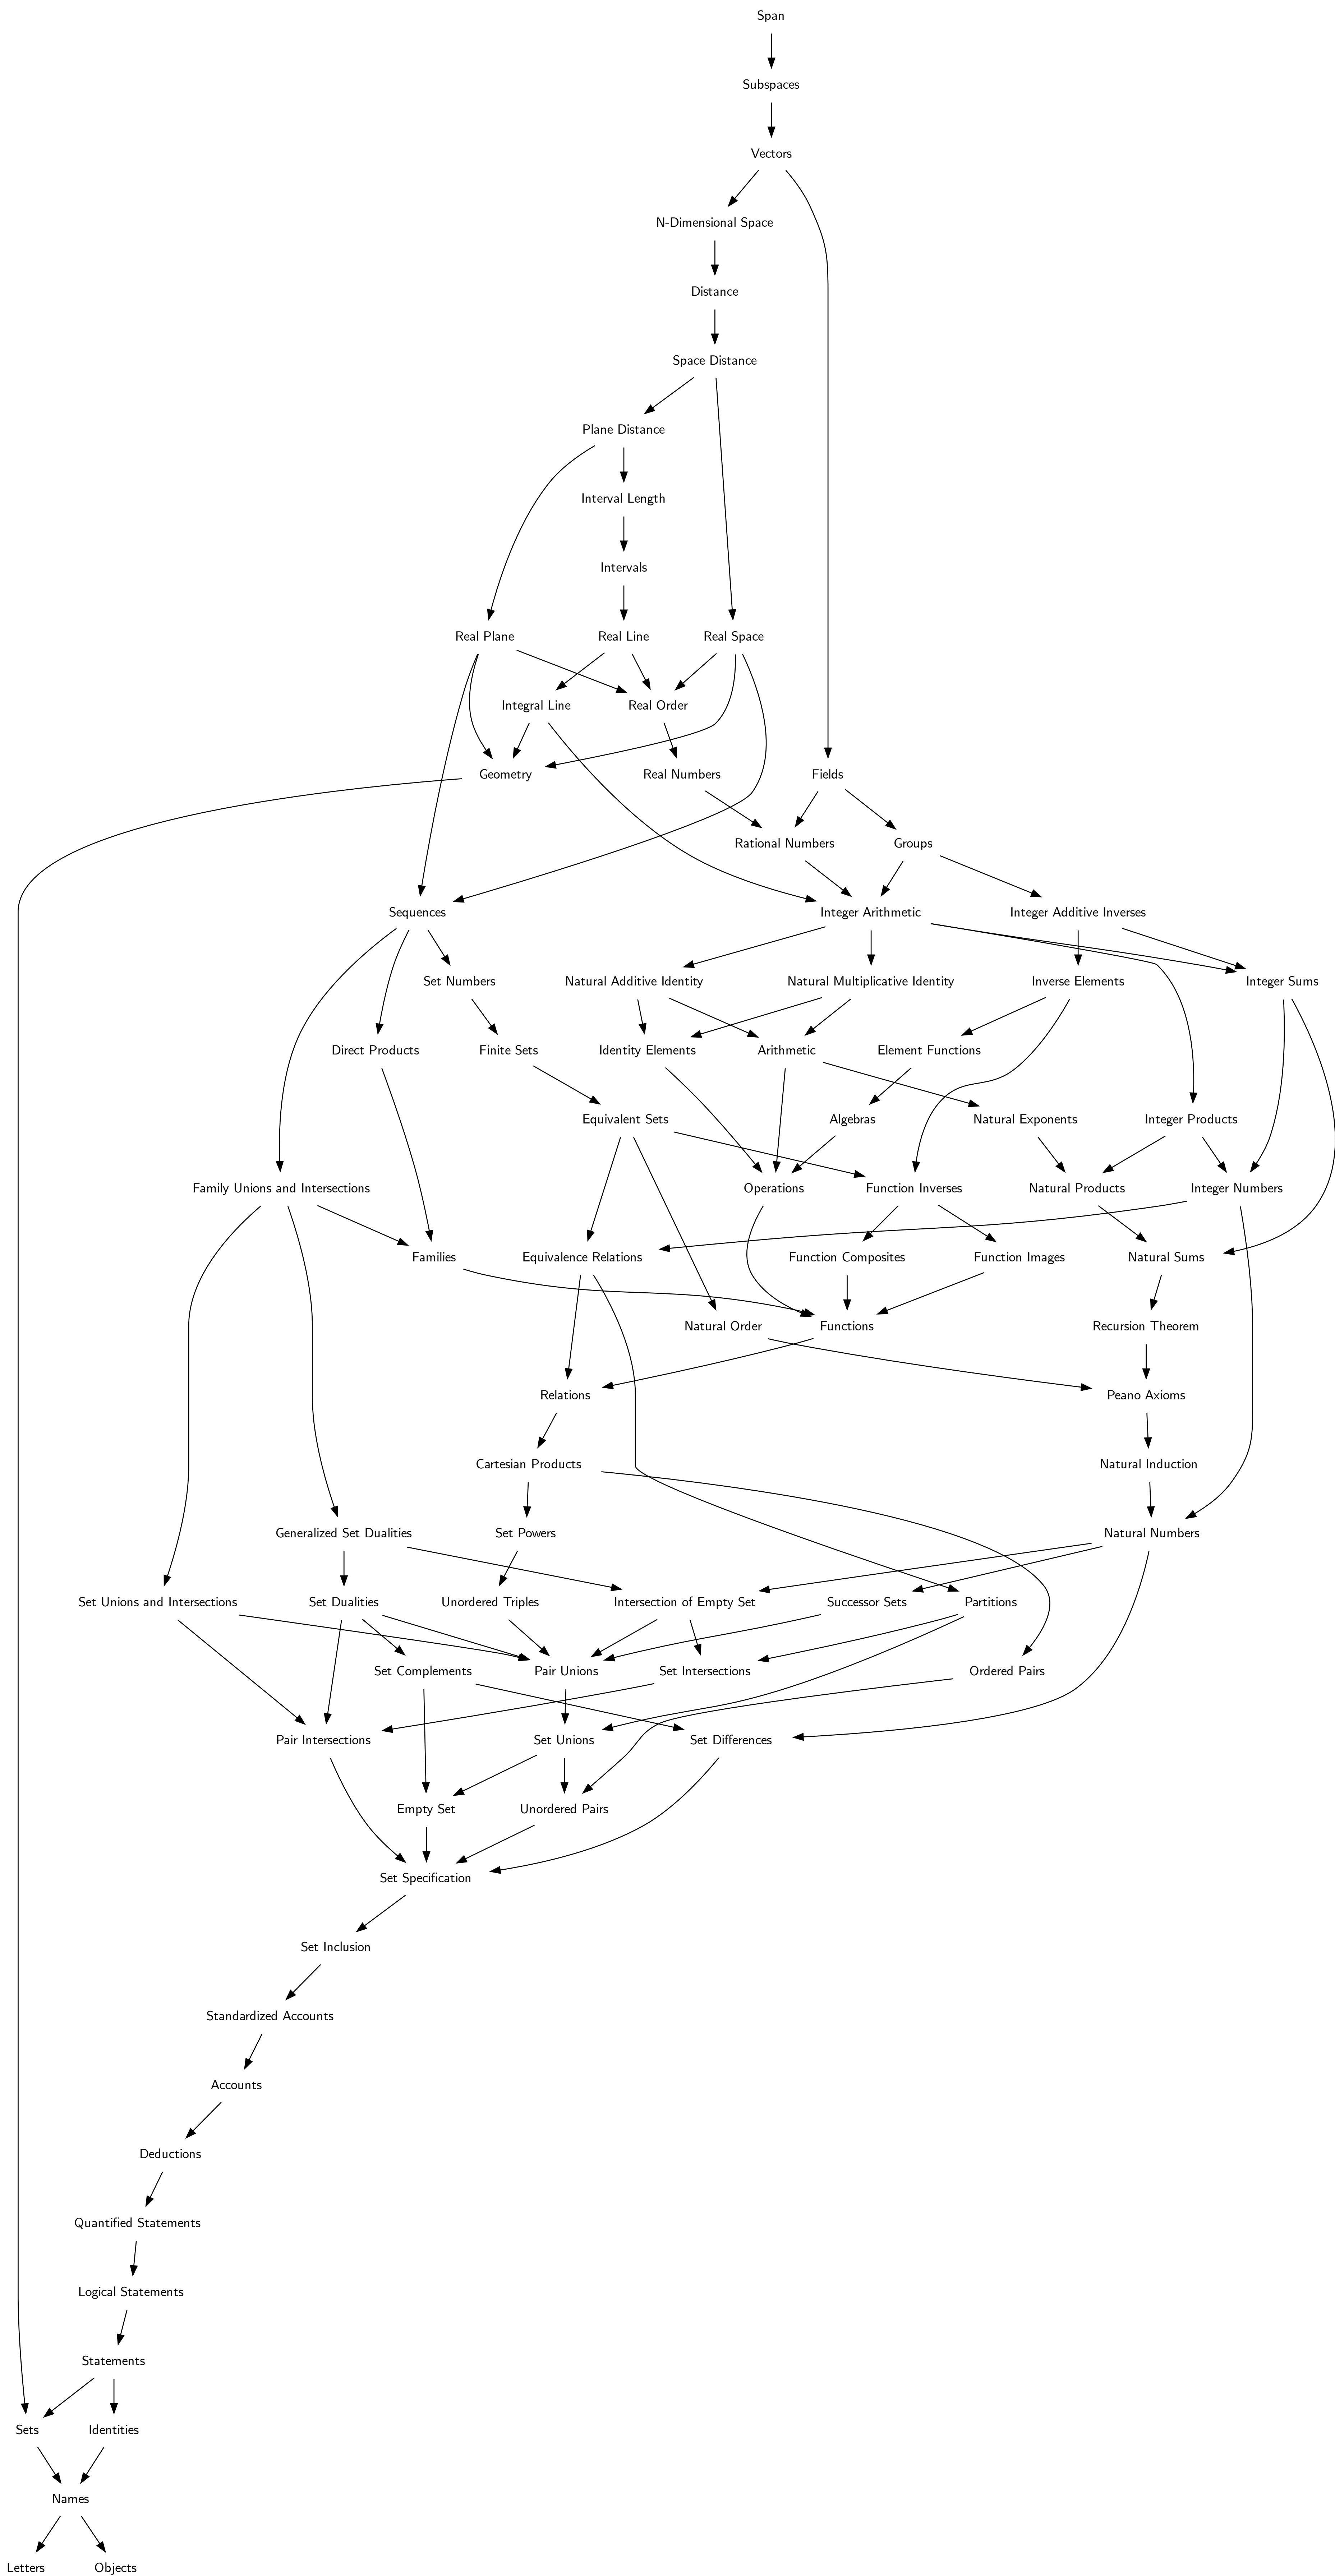 Span
Subspaces
Vectors
N-Dimensional Space
Distance
Space Distance
Plane Distance
Interval Length
Intervals
Real Plane
Real Line
Real Space
Integral Line
Real Order
Geometry
Real Numbers
Fields
Rational Numbers
Groups
Sequences
Integer Arithmetic
Integer Additive Inverses
Set Numbers
Natural Additive Identity
Natural Multiplicative Identity
Inverse Elements
Integer Sums
Direct Products
Finite Sets
Identity Elements
Arithmetic
Element Functions
Equivalent Sets
Algebras
Natural Exponents
Integer Products
Family Unions and Intersections
Operations
Function Inverses
Natural Products
Integer Numbers
Families
Equivalence Relations
Function Composites
Function Images
Natural Sums
Natural Order
Functions
Recursion Theorem
Relations
Peano Axioms
Cartesian Products
Natural Induction
Generalized Set Dualities
Set Powers
Natural Numbers
Set Unions and Intersections
Set Dualities
Unordered Triples
Intersection of Empty Set
Successor Sets
Partitions
Set Complements
Pair Unions
Set Intersections
Ordered Pairs
Pair Intersections
Set Unions
Set Differences
Empty Set
Unordered Pairs
Set Specification
Set Inclusion
Standardized Accounts
Accounts
Deductions
Quantified Statements
Logical Statements
Statements
Sets
Identities
Names
Letters
Objects